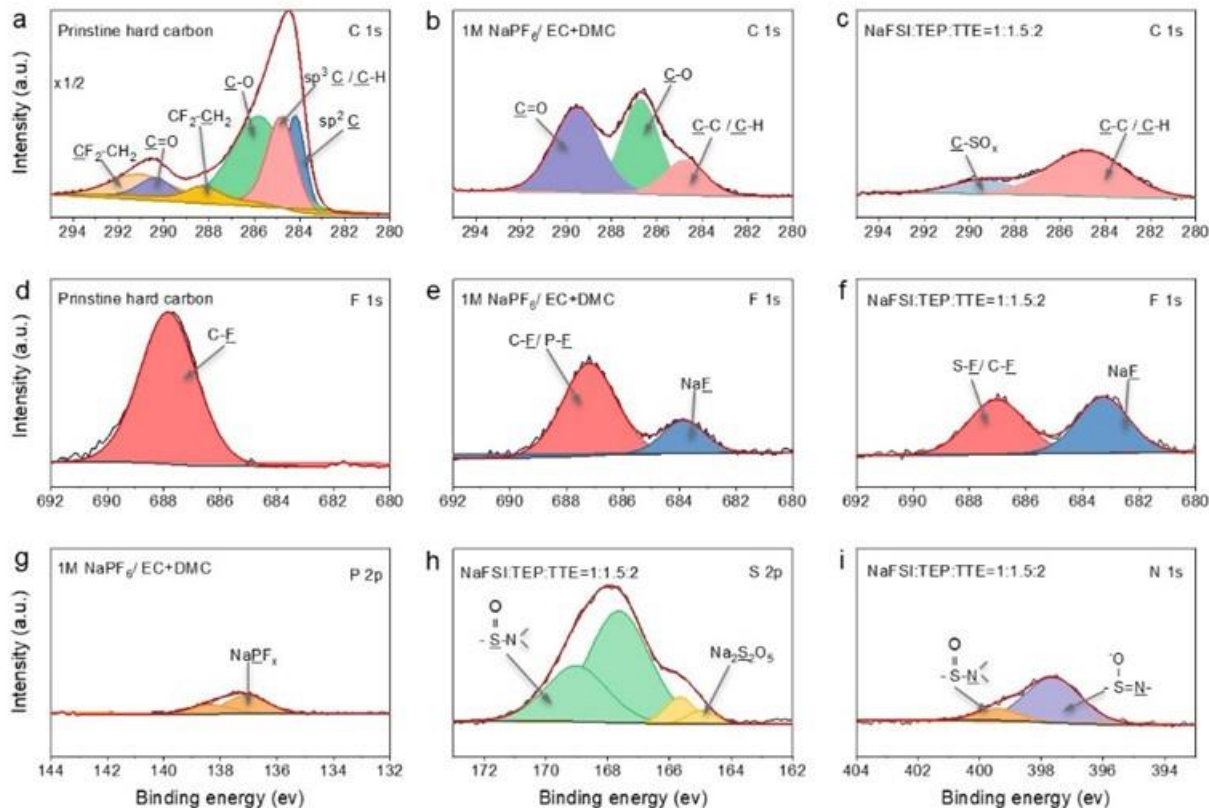 a
Prinstine hard carbon
C 1s
x1/2
C-O
sp³ C / C-H
CF₂-CH₂
C=O
CF₂-CH₂
sp² C
294 292 290 288 286 284 282 280
b
1M NaPF₆/ EC+DMC
C 1s
C-O
C=O
C-C / C-H
294 292 290 288 286 284 282 280
c
NaFSI:TEP:TTE=1:1.5:2
C 1s
C-SOₓ
C-C / C-H
294 292 290 288 286 284 282 280
Intensity (a.u.)
d
Prinstine hard carbon
F 1s
C-F
692 690 688 686 684 682 680
e
1M NaPF₆/ EC+DMC
F 1s
C-F/ P-F
NaF
692 690 688 686 684 682 680
f
NaFSI:TEP:TTE=1:1.5:2
F 1s
S-F/ C-F
NaF
692 690 688 686 684 682 680
Intensity (a.u.)
g
1M NaPF₆/ EC+DMC
P 2p
NaPFₓ
144 142 140 138 136 134 132
Binding energy (ev)
h
NaFSI:TEP:TTE=1:1.5:2
S 2p
O
-S-N
Na₂S₂O₅
172 170 168 166 164 162
Binding energy (ev)
i
NaFSI:TEP:TTE=1:1.5:2
N 1s
O
-S-N
-O
-S=N-
404 402 400 398 396 394
Binding energy (ev)
Intensity (a.u.)